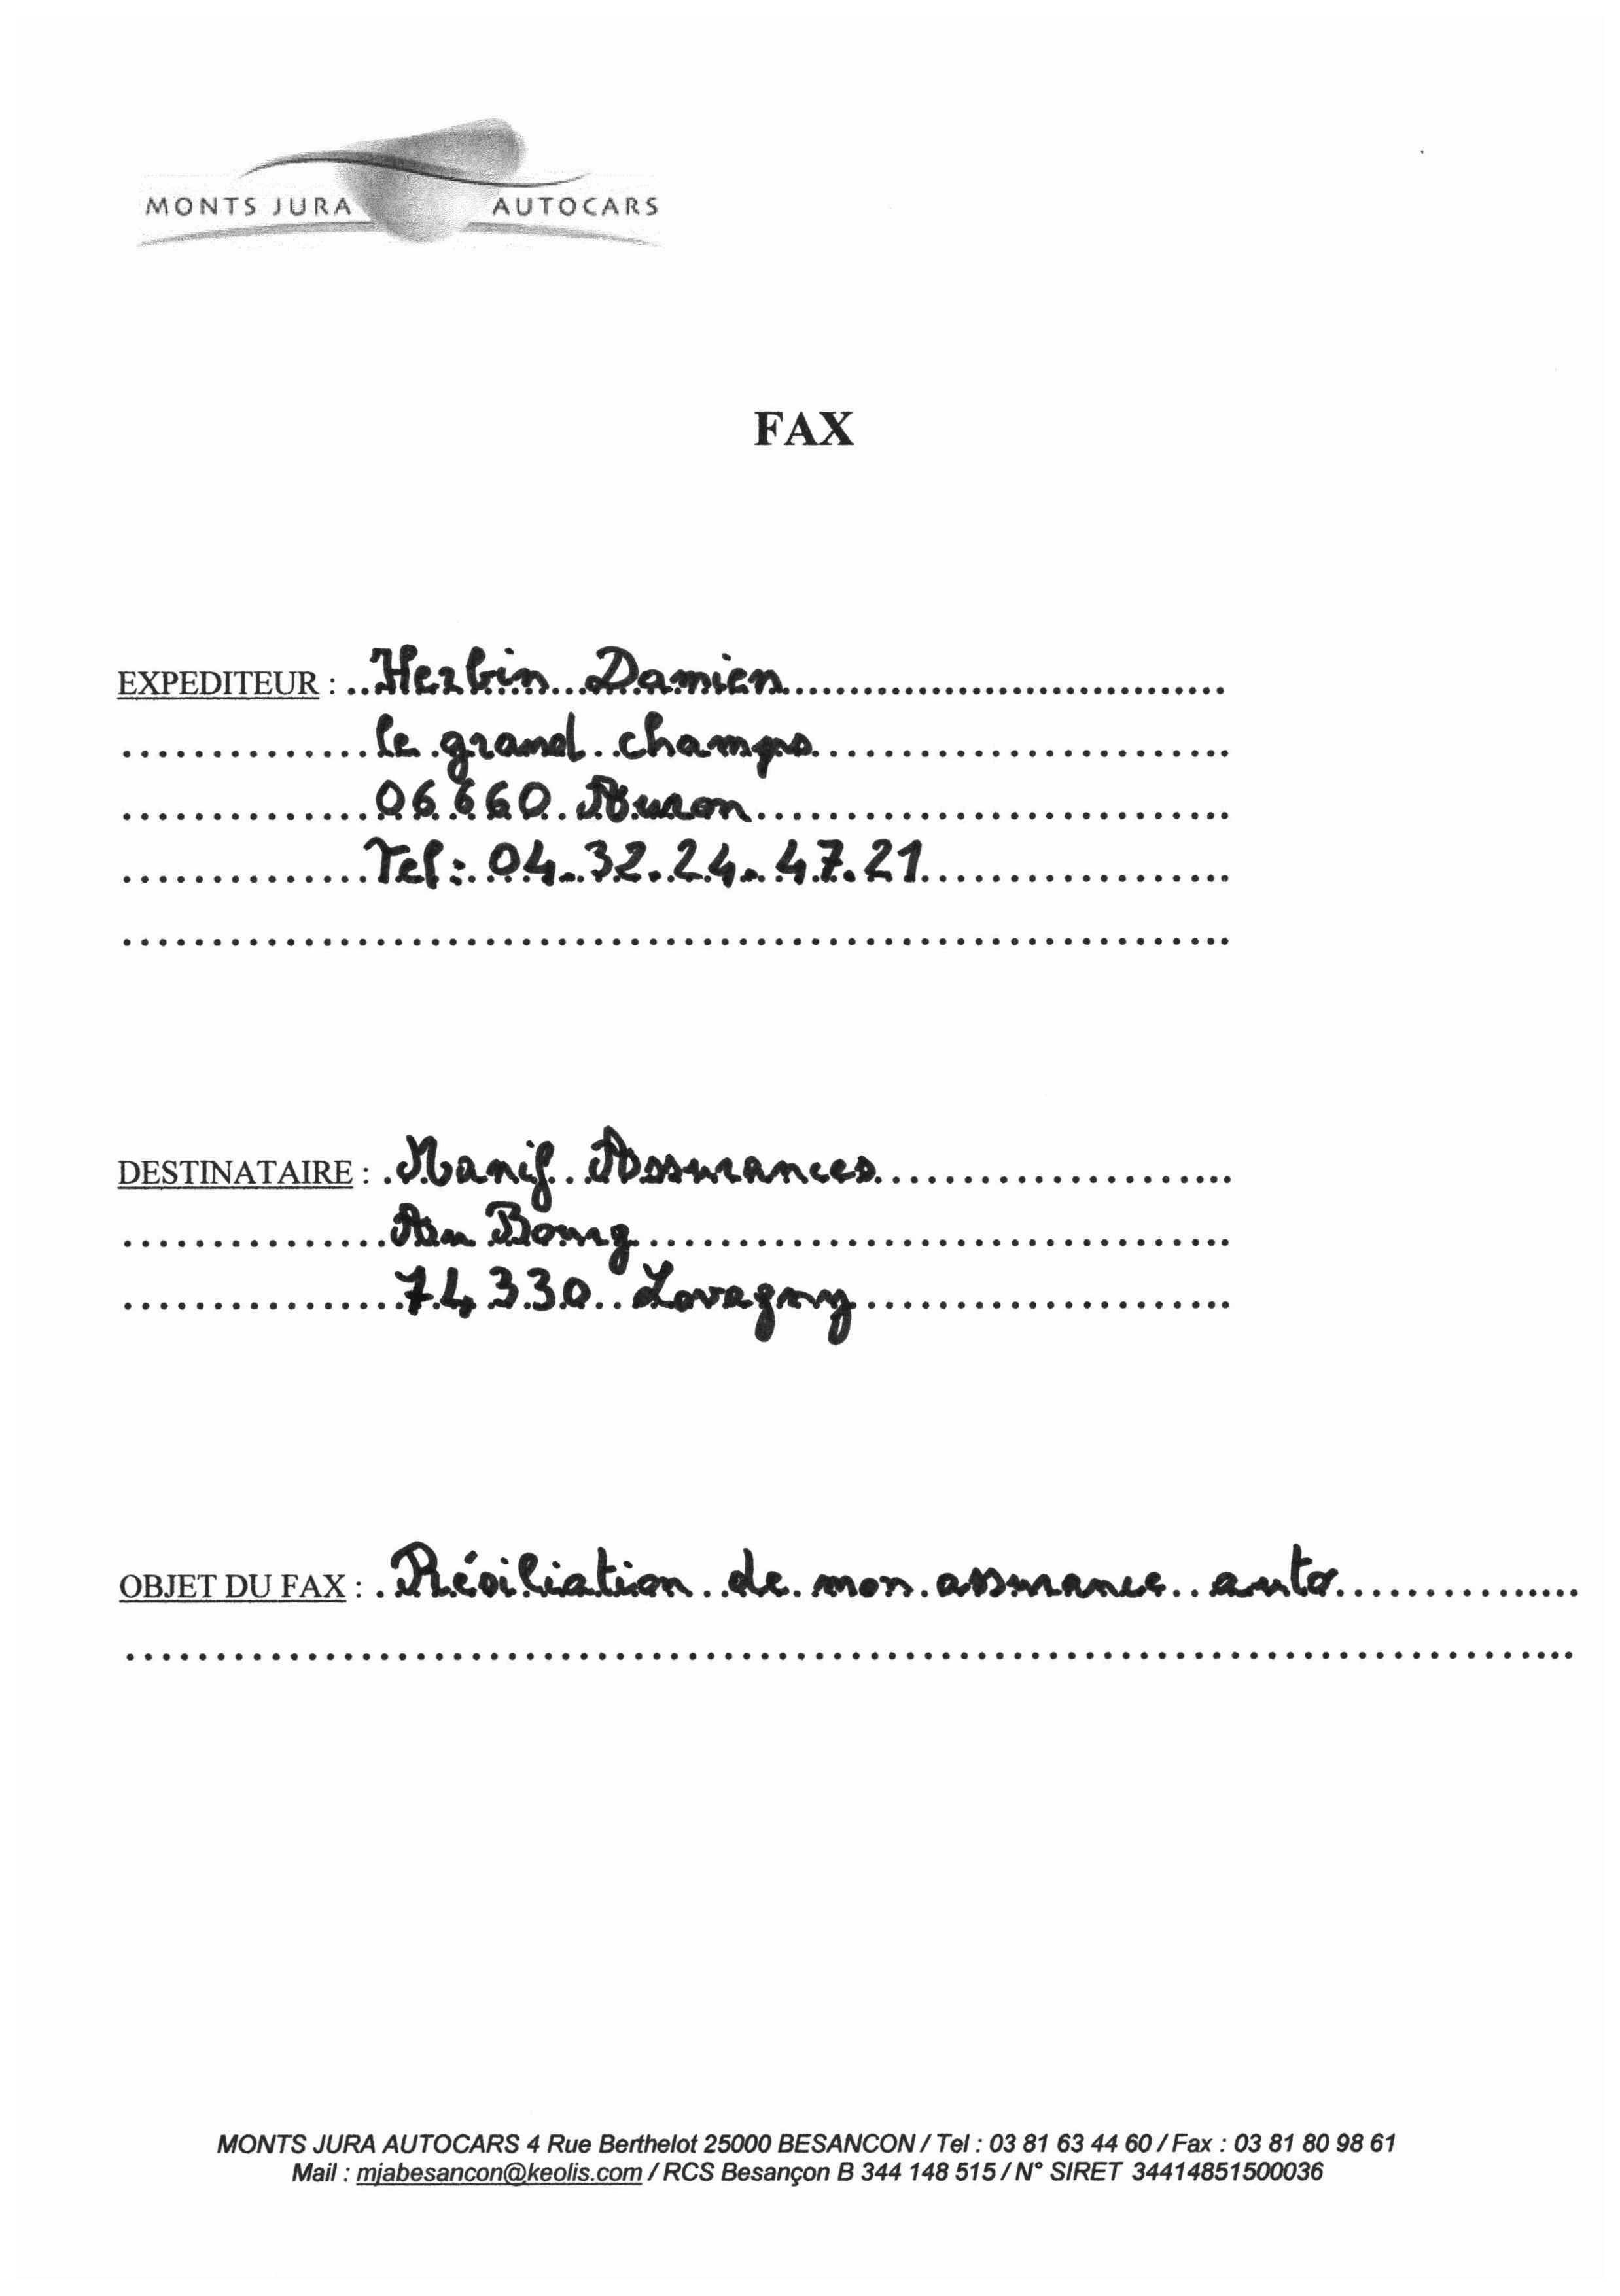 MONTS JURA AUTOCARS
FAX
EXPEDITEUR : Herbin Damien
le grand champs
06660 Auron
Tel : 04.32.24.47.21
DESTINATAIRE : Manif Assurances
Au Bourg
74330 Lovagny
OBJET DU FAX : Résiliation de mon assurance auto
MONTS JURA AUTOCARS 4 Rue Berthelot 25000 BESANCON / Tel : 03 81 63 44 60 / Fax : 03 81 80 98 61
Mail : mjabesancon@keolis.com / RCS Besançon B 344 148 515 / N° SIRET 34414851500036